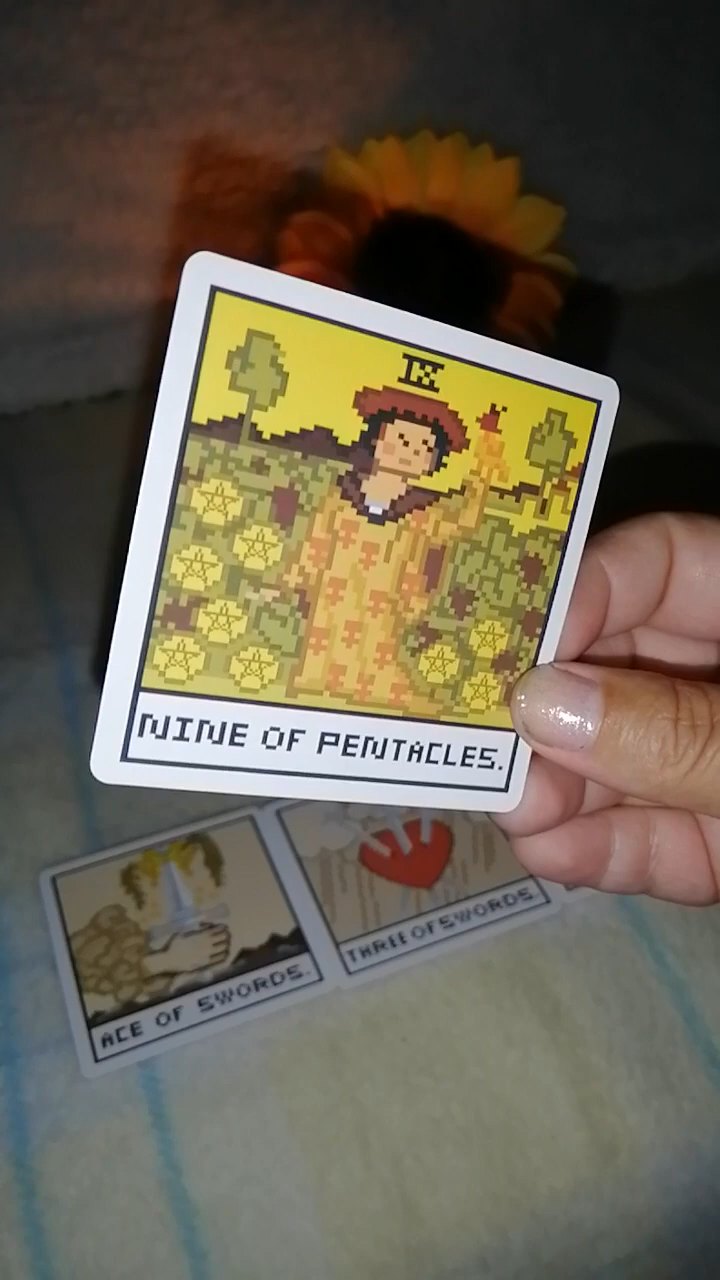 IX
NINE OF PENTACLES.
ACE OF SWORDS.
THREE OF SWORDS.